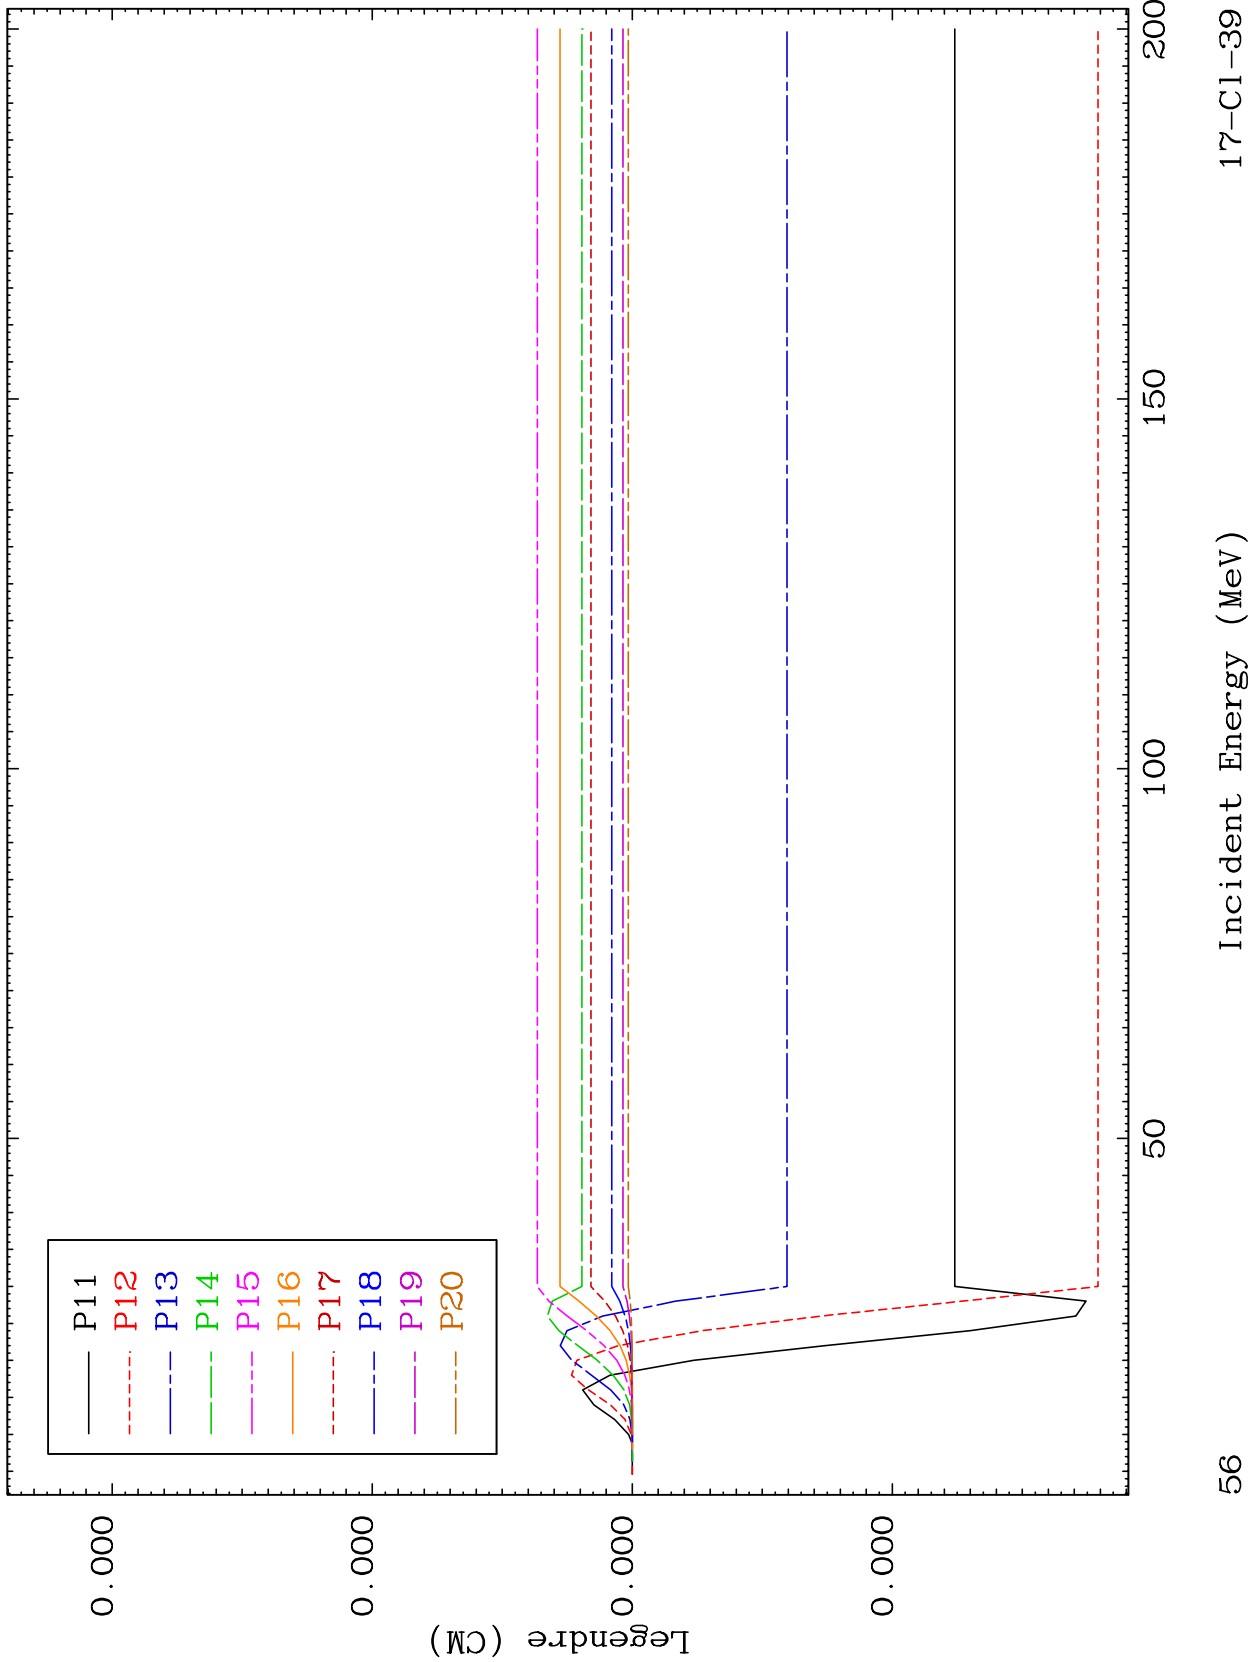 P11
P12
P13
P14
P15
P16
P17
P18
P19
P20
Legendre (CM)
0.000
0.000
0.000
0.000
50
100
150
200
Incident Energy (MeV)
56
17-Cl-39